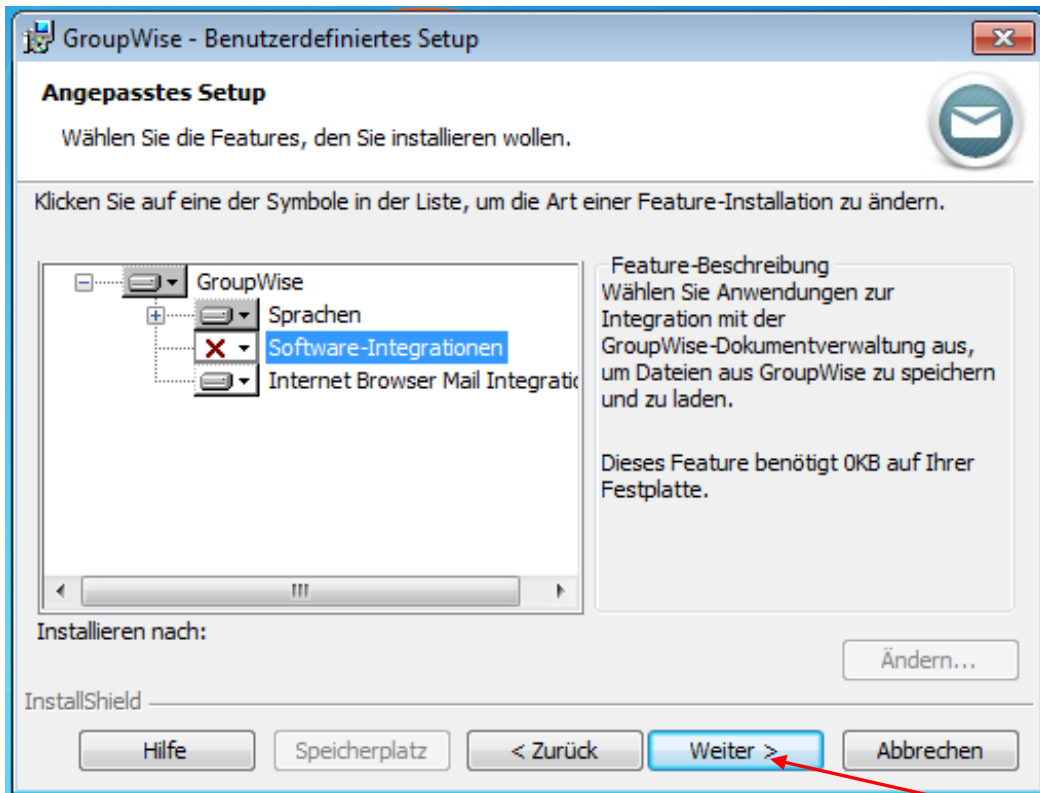 GroupWise - Benutzerdefiniertes Setup
Angepasstes Setup
Wählen Sie die Features, den Sie installieren wollen.
Klicken Sie auf eine der Symbole in der Liste, um die Art einer Feature-Installation zu ändern.
GroupWise
Sprachen
Software-Integrationen
Internet Browser Mail
Feature-Beschreibung
Wählen Sie Anwendungen zur
Integration mit der
GroupWise-Dokumentverwaltung aus,
um Dateien aus GroupWise zu speichern
und zu laden.
Dieses Feature benötigt 0KB auf Ihrer
Festplatte.
Installieren nach:
Ändern...
InstallShield
Hilfe
Speicherplatz
< Zurück
Weiter >
Abbrechen